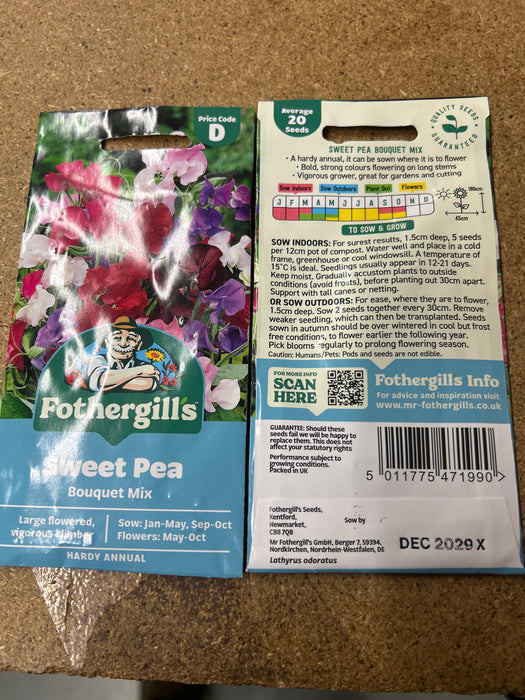 Price Code
D
Fothergill's
Sweet Pea
Bouquet Mix
Large flowered,
vigorous climber
Sow: Jan-May, Sep-Oct
Flowers: May-Oct
HARDY ANNUAL
Average
20
Seeds
QUALITY SEEDS
GUARANTEED
SWEET PEA BOUQUET MIX
• A hardy annual, it can be sown where it is to flower
• Bold, strong colours flowering on long stems
• Vigorous grower, great for gardens and cutting
Sow Indoors Sow Outdoors Plant Out Flowers
J F M A M J J A S O N D
180cm
45cm
TO SOW & GROW
SOW INDOORS: For surest results, 1.5cm deep, 5 seeds
per 12cm pot of compost. Water well and place in a cold
frame, greenhouse or cool windowsill. A temperature of
15°C is ideal. Seedlings usually appear in 12-21 days.
Keep moist. Gradually accustom plants to outside
conditions (avoid frosts), before planting out 30cm apart.
Support with tall canes or netting.
OR SOW OUTDOORS: For ease, where they are to flower,
1.5cm deep. Sow 2 seeds together every 30cm. Remove
weaker seedling, which can then be transplanted. Seeds
sown in autumn should be over wintered in cool but frost
free conditions, to flower earlier the following year.
Pick blooms regularly to prolong flowering season.
Caution: Humans/Pets: Pods and seeds are not edible.
FOR MORE INFO
SCAN
HERE
Fothergills Info
For advice and inspiration visit
www.mr-fothergills.co.uk
GUARANTEE: Should these
seeds fail we will be happy to
replace them. This does not
affect your statutory rights
Performance subject to
growing conditions.
Packed in UK
5 011775 471990 >
Fothergill's Seeds,
Kentford,
Newmarket,
CB8 7QB
Sow by
DEC 2029 X
Mr Fothergill's GmbH, Berger 7, 59394,
Nordkirchen, Nordrhein-Westfalen, DE
Lathyrus odoratus